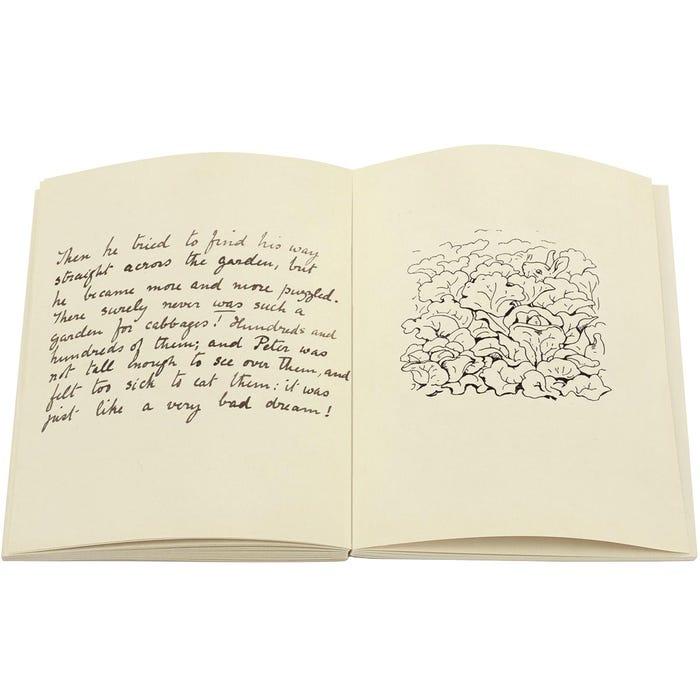 Then he tried to find his way
straight across the garden, but
he became more and more puzzled.
There surely never was such a
garden for cabbages! Hundreds and
hundreds of them; and Peter was
not tall enough to see over them, and
felt too sick to eat them: it was
just like a very bad dream!